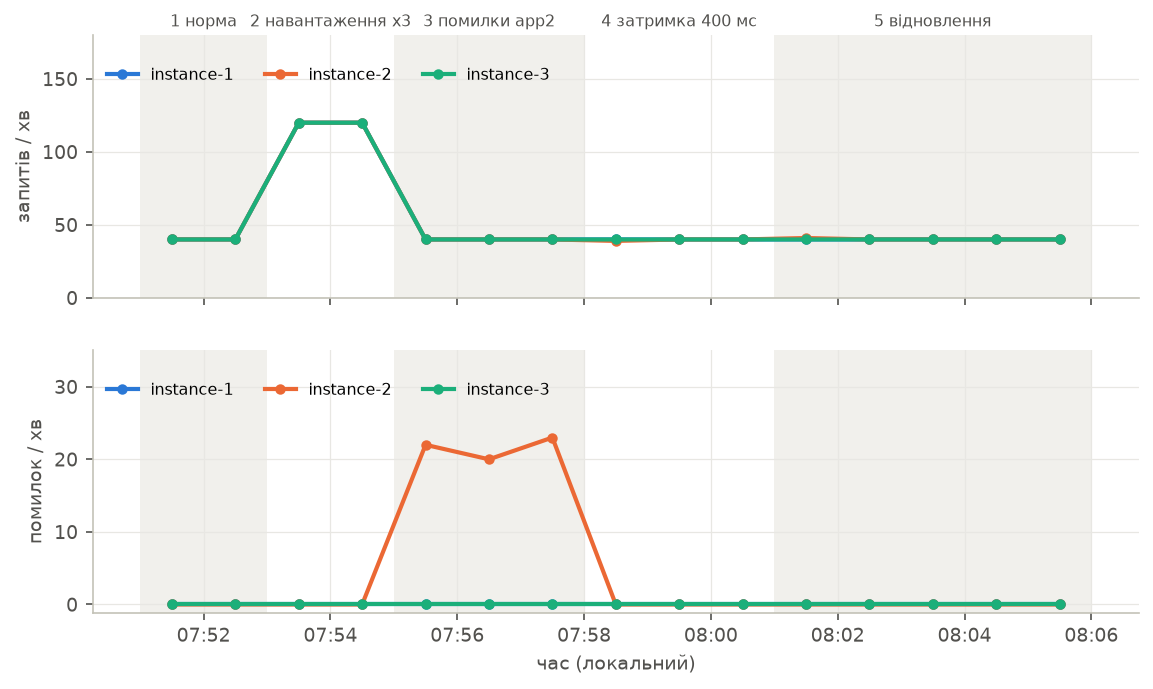 1 норма 2 навантаження x3 3 помилки app2 4 затримка 400 мс 5 відновлення
instance-1 instance-2 instance-3
150
100
50
0
запитів / хв
instance-1 instance-2 instance-3
30
20
10
0
помилок / хв
07:52 07:54 07:56 07:58 08:00 08:02 08:04 08:06
час (локальний)